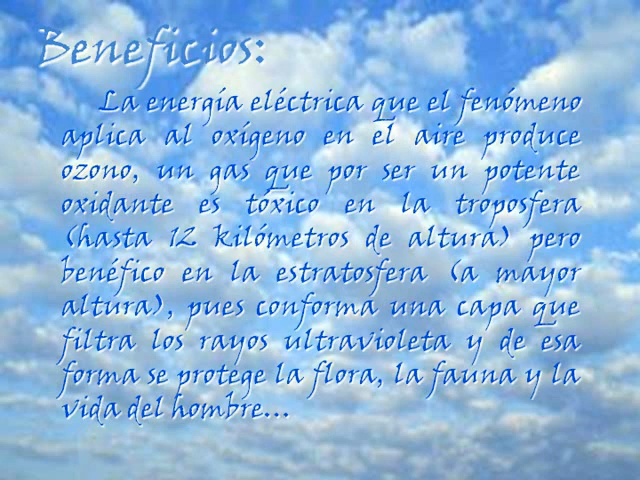 Beneficios:
La energía eléctrica que el fenómeno
aplica al oxígeno en el aire produce
ozono, un gas que por ser un potente
oxidante es tóxico en la troposfera
(hasta 12 kilómetros de altura) pero
benéfico en la estratosfera (a mayor
altura), pues conforma una capa que
filtra los rayos ultravioleta y de esa
forma se protege la flora, la fauna y la
vida del hombre...